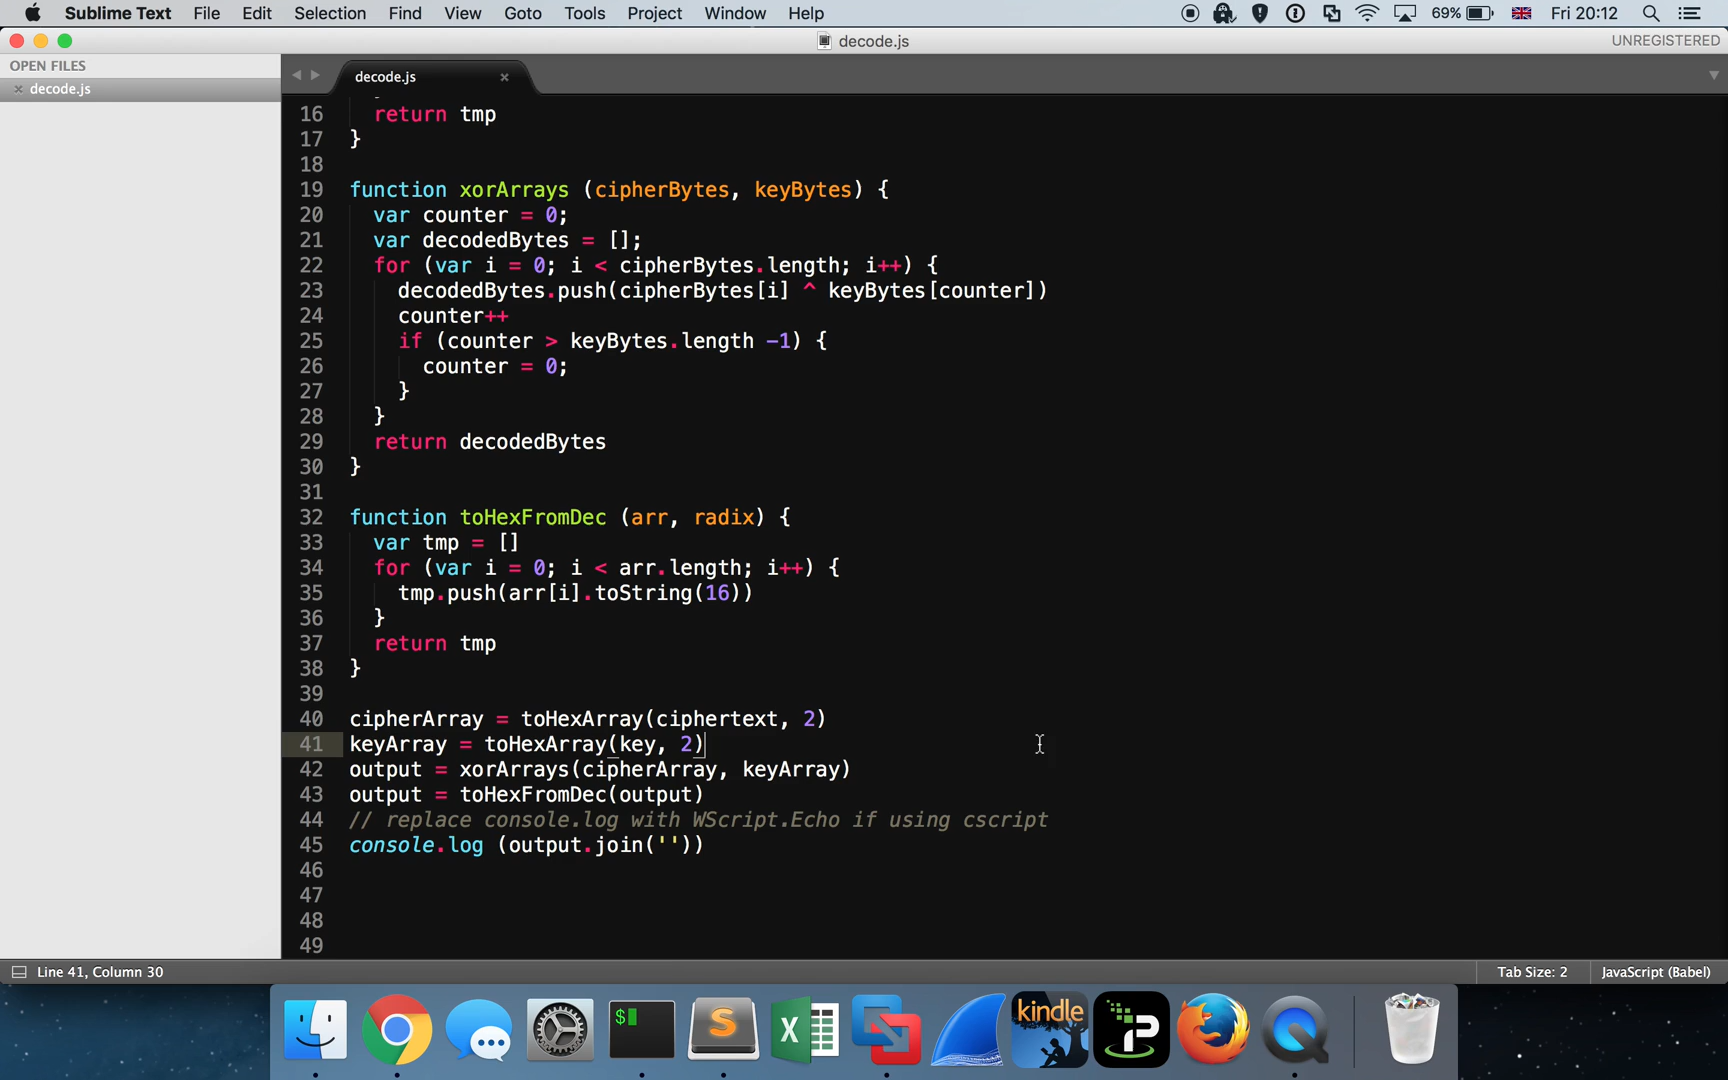 Sublime Text File Edit Selection Find View Goto Tools Project Window Help 69% Fri 20:12
decode.js UNREGISTERED
OPEN FILES
decode.js
decode.js
16 return tmp
17 }
18
19 function xorArrays (cipherBytes, keyBytes) {
20 var counter = 0;
21 var decodedBytes = [];
22 for (var i = 0; i < cipherBytes.length; i++) {
23 decodedBytes.push(cipherBytes[i] ^ keyBytes[counter])
24 counter++
25 if (counter > keyBytes.length -1) {
26 counter = 0;
27 }
28 }
29 return decodedBytes
30 }
31
32 function toHexFromDec (arr, radix) {
33 var tmp = []
34 for (var i = 0; i < arr.length; i++) {
35 tmp.push(arr[i].toString(16))
36 }
37 return tmp
38 }
39
40 cipherArray = toHexArray(ciphertext, 2)
41 keyArray = toHexArray(key, 2)
42 output = xorArrays(cipherArray, keyArray)
43 output = toHexFromDec(output)
44 // replace console.log with WScript.Echo if using cscript
45 console.log (output.join(''))
46
47
48
49
Line 41, Column 30 Tab Size: 2 JavaScript (Babel)
$
S
X
kindle
P